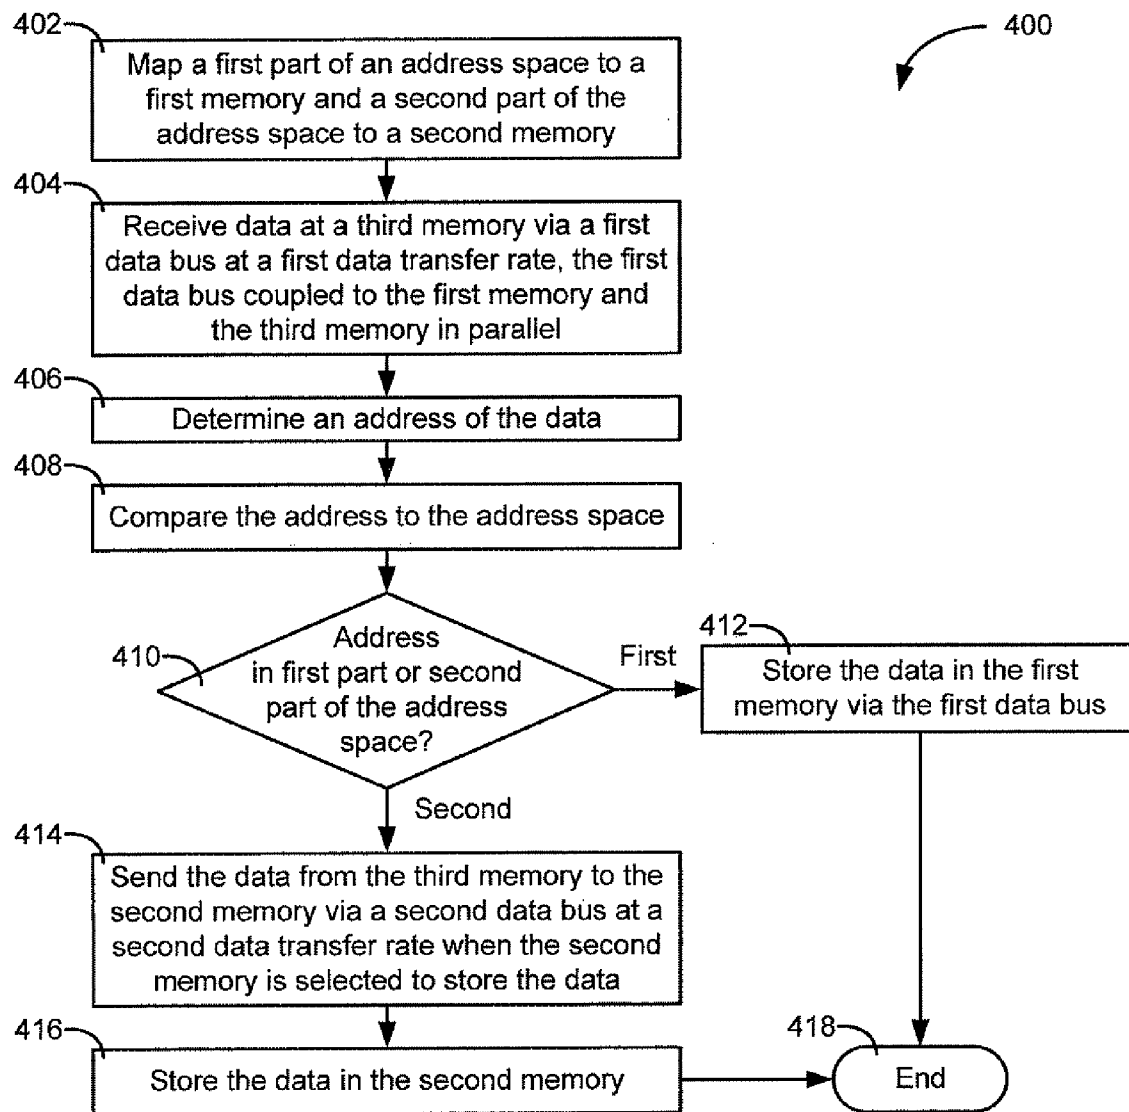 402
400
Map a first part of an address space to a
first memory and a second part of the
address space to a second memory
404
Receive data at a third memory via a first
data bus at a first data transfer rate, the first
data bus coupled to the first memory and
the third memory in parallel
406
Determine an address of the data
408
Compare the address to the address space
410
Address
in first part or second
part of the address
space?
First
412
Store the data in the first
memory via the first data bus
Second
414
Send the data from the third memory to the
second memory via a second data bus at a
second data transfer rate when the second
memory is selected to store the data
416
Store the data in the second memory
418
End